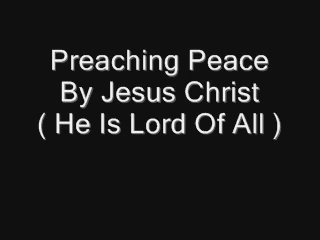 Preaching Peace
By Jesus Christ
( He Is Lord Of All )